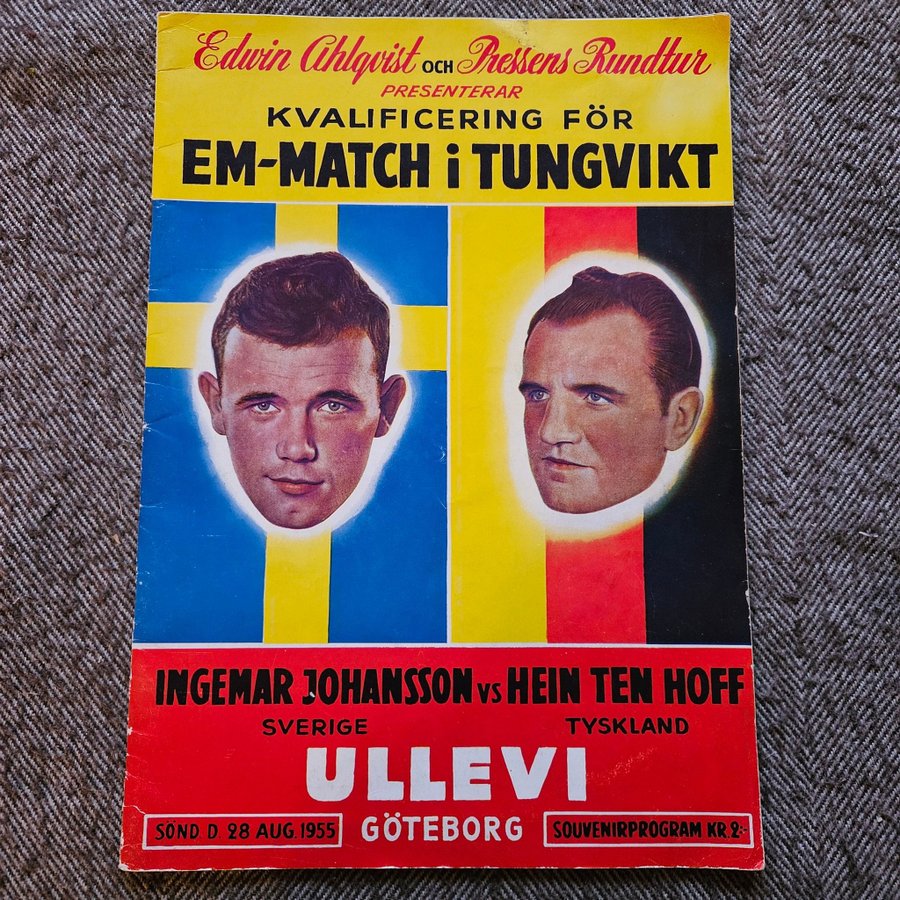 Edwin Ahlqvist OCH Pressens Rundtur
PRESENTERAR
KVALIFICERING FÖR
EM-MATCH i TUNGVIKT
INGEMAR JOHANSSON VS HEIN TEN HOFF
SVERIGE TYSKLAND
ULLEVI
SÖND. D 28 AUG. 1955 GÖTEBORG SOUVENIRPROGRAM KR. 2:-